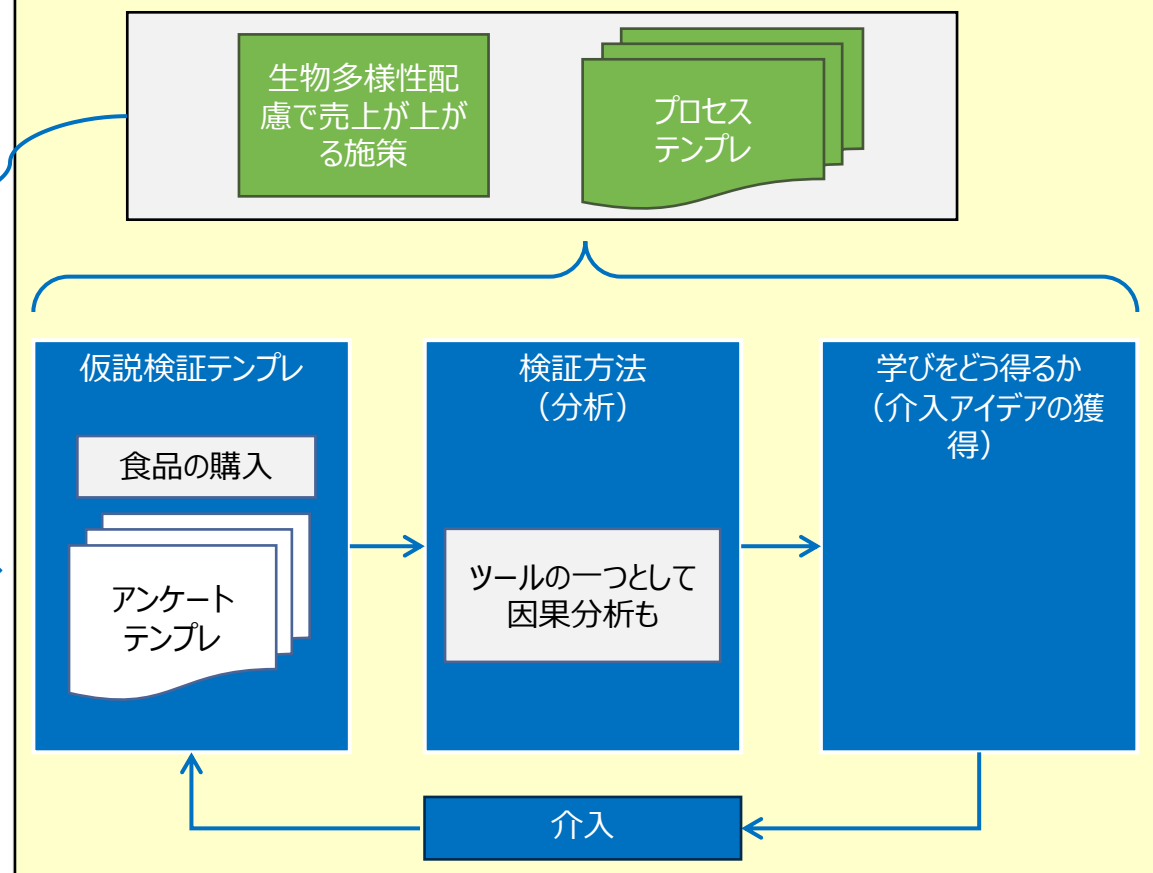 生物多様性配
慮で売上が上が
る施策
プロセス
テンプレ
仮説検証テンプレ
食品の購入
アンケート
テンプレ
検証方法
（分析）
ツールの一つとして
因果分析も
学びをどう得るか
（介入アイデアの獲
得）
介入